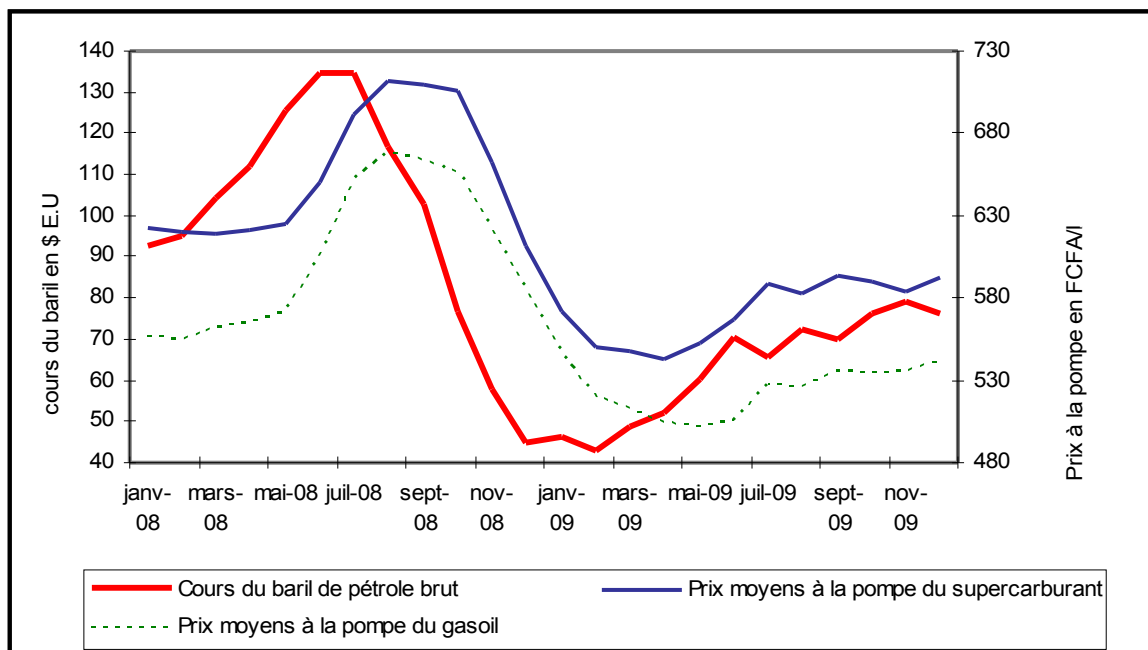 140
130
120
110
100
90
80
70
60
50
40
cours du baril en $ E.U
730
680
630
580
530
480
Prix à la pompe en FCFA/l
janv-08
mars-08
mai-08
juil-08
sept-08
nov-08
janv-09
mars-09
mai-09
juil-09
sept-09
nov-09
Cours du baril de pétrole brut
Prix moyens à la pompe du supercarburant
Prix moyens à la pompe du gasoil